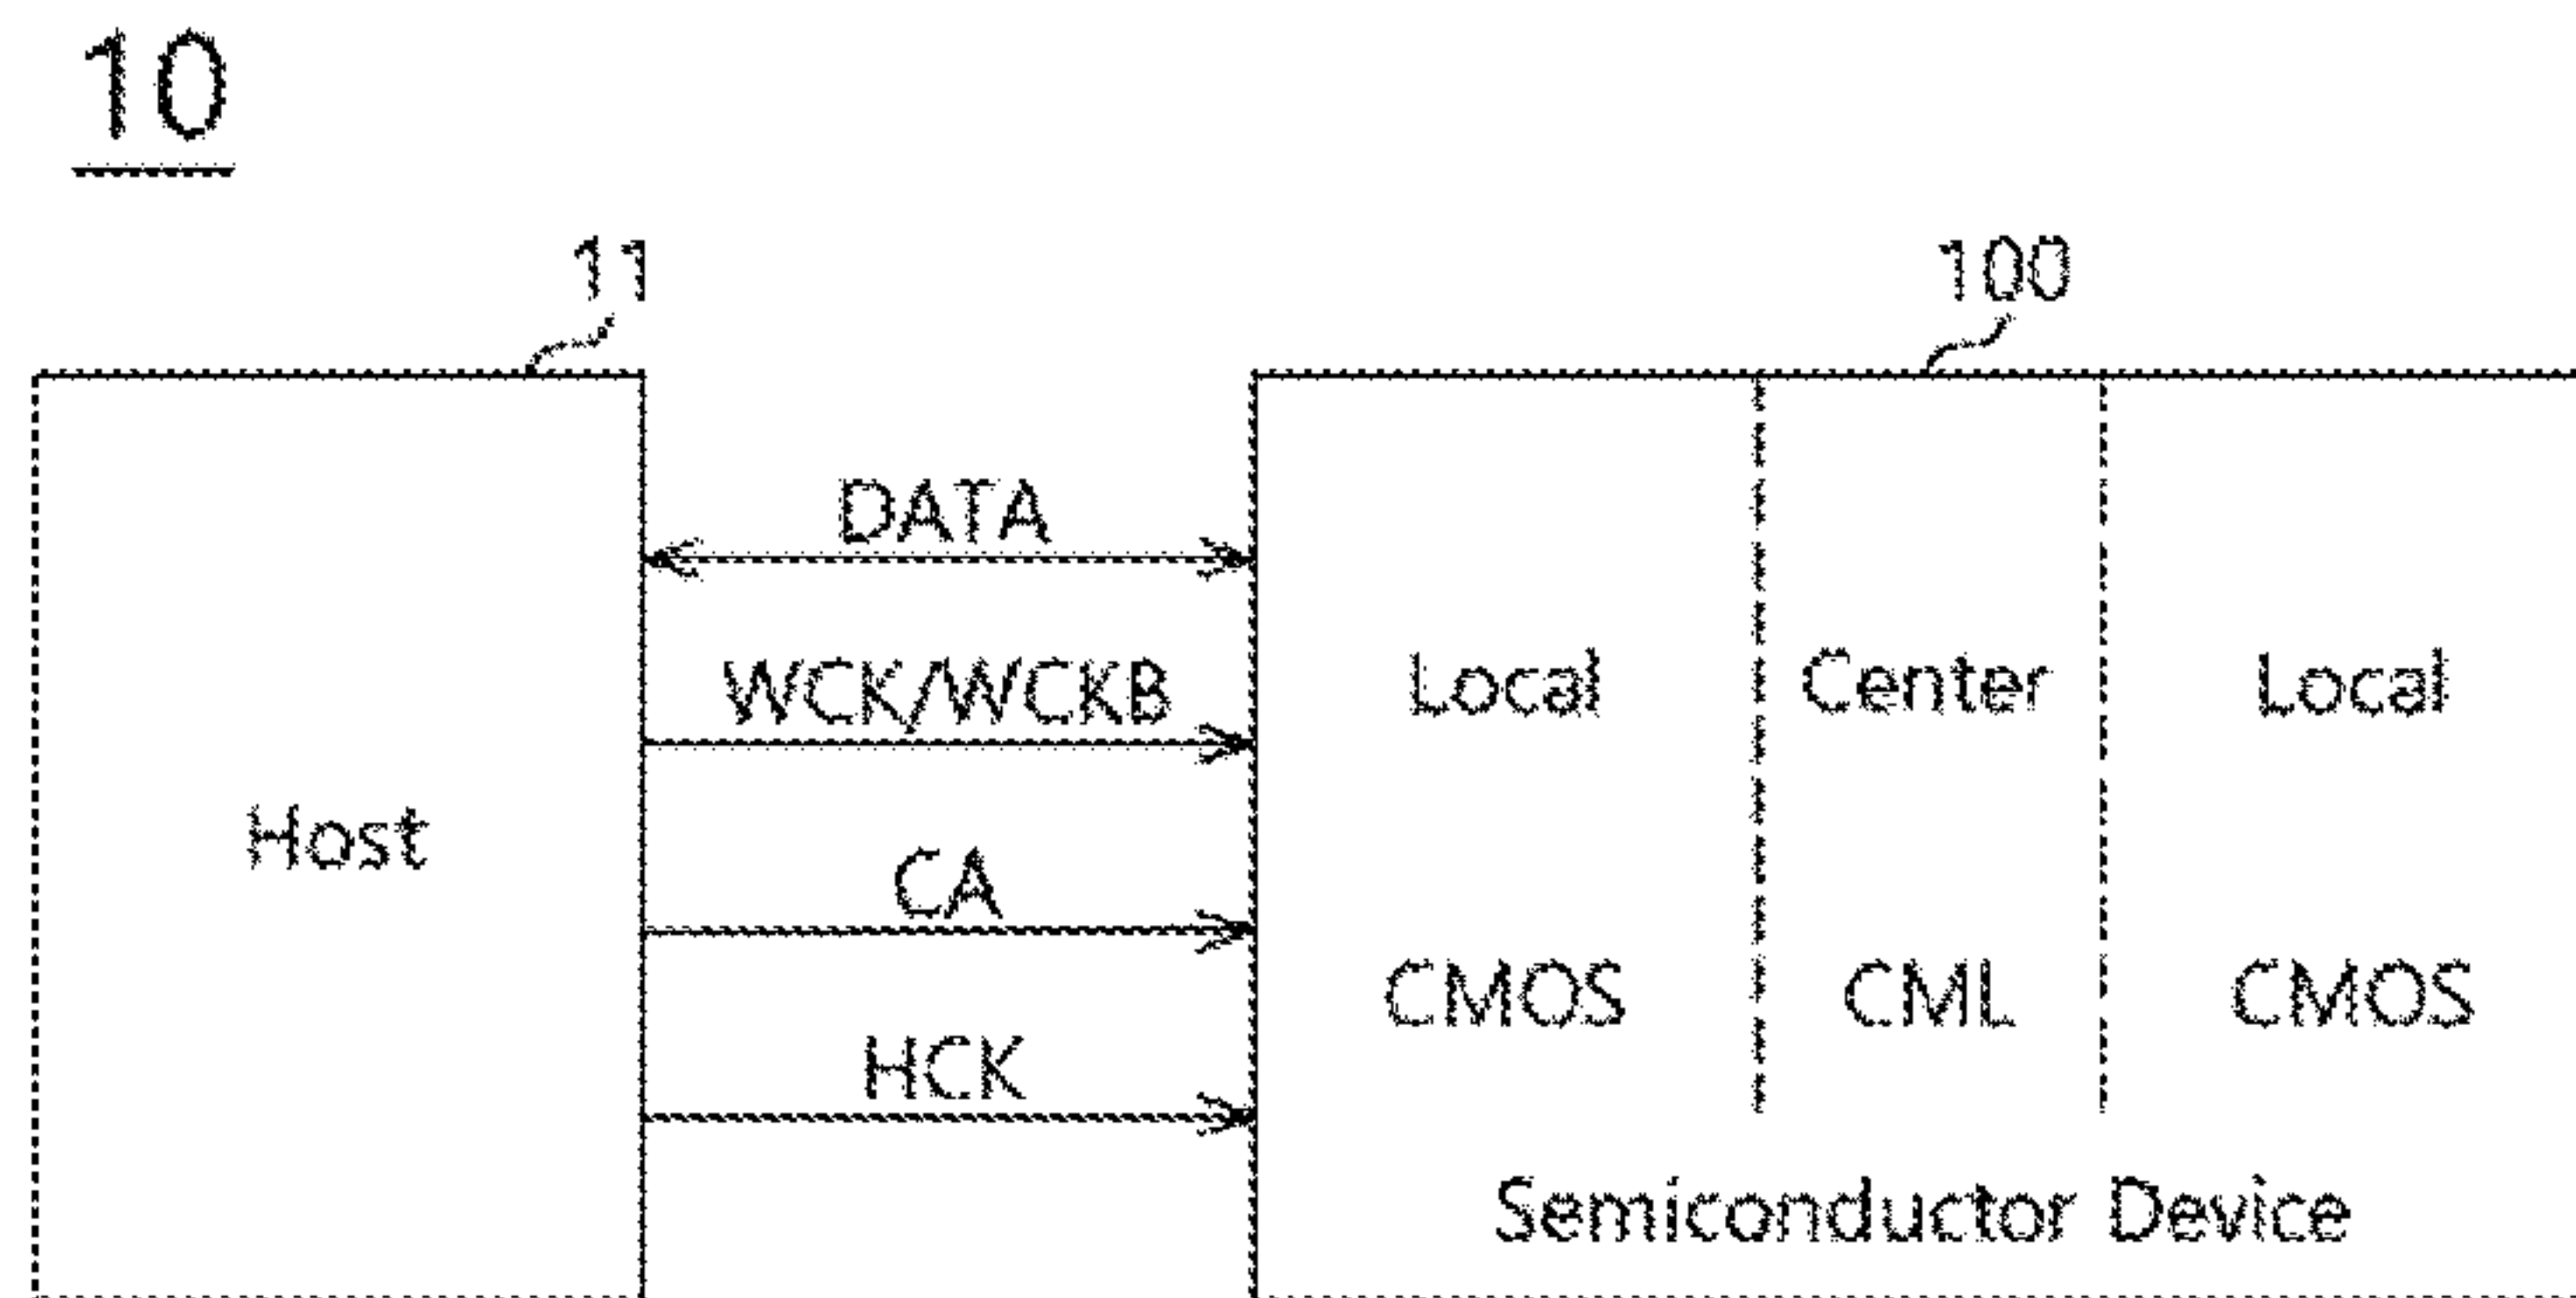 10
11
100
DATA
WCK/WCKB
Local
Center
Local
Host
CA
CMOS
CML
CMOS
HCK
Semiconductor Device